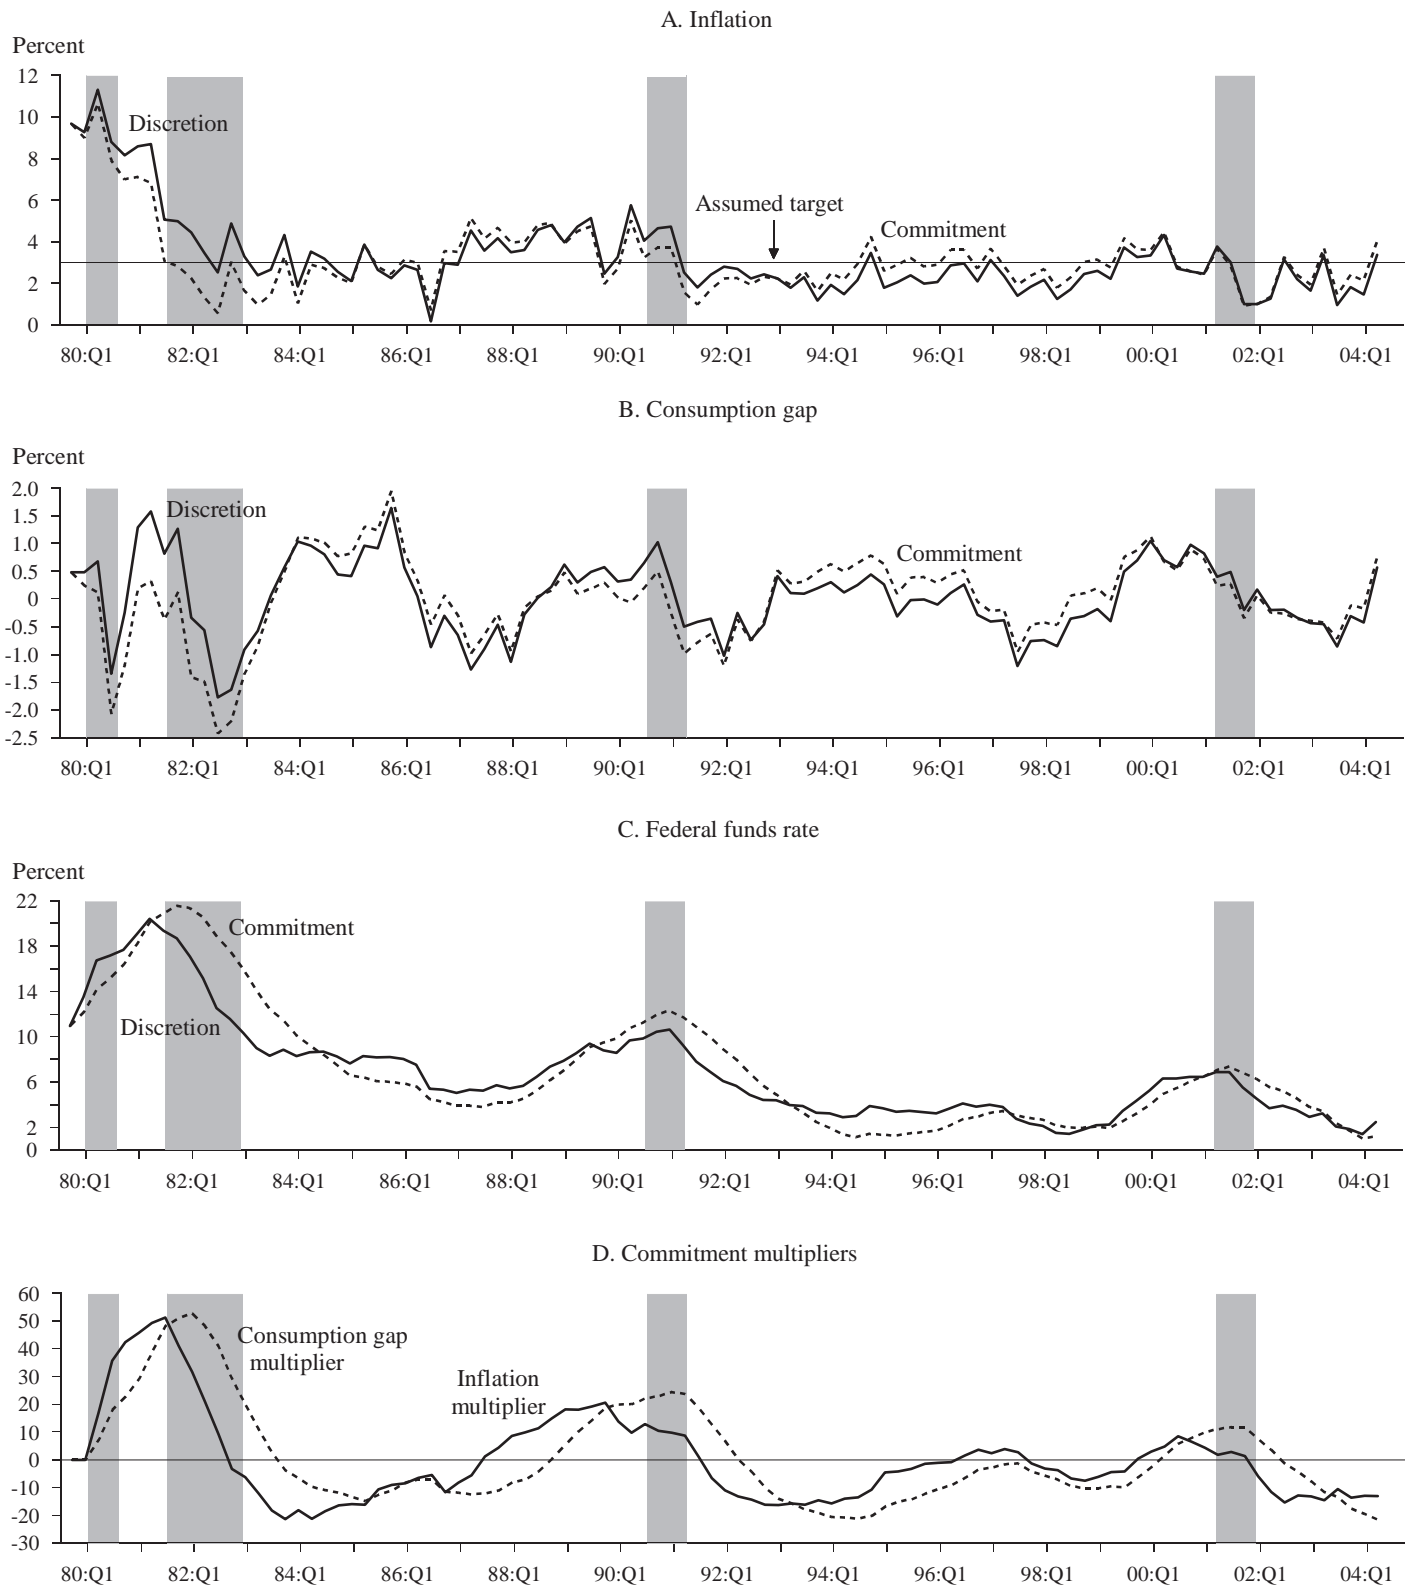 A. Inflation
Percent
12
10
Discretion
8
6
Assumed target
Commitment
4
2
0
80:Q1 82:Q1 84:Q1 86:Q1 88:Q1 90:Q1 92:Q1 94:Q1 96:Q1 98:Q1 00:Q1 02:Q1 04:Q1
B. Consumption gap
Percent
2.0
Discretion
1.5
1.0
Commitment
0.5
0
-0.5
-1.0
-1.5
-2.0
-2.5
80:Q1 82:Q1 84:Q1 86:Q1 88:Q1 90:Q1 92:Q1 94:Q1 96:Q1 98:Q1 00:Q1 02:Q1 04:Q1
C. Federal funds rate
Percent
22
Commitment
18
14
Discretion
10
6
2
0
80:Q1 82:Q1 84:Q1 86:Q1 88:Q1 90:Q1 92:Q1 94:Q1 96:Q1 98:Q1 00:Q1 02:Q1 04:Q1
D. Commitment multipliers
60
50
Consumption gap
multiplier
40
30
Inflation
multiplier
20
10
0
-10
-20
-30
80:Q1 82:Q1 84:Q1 86:Q1 88:Q1 90:Q1 92:Q1 94:Q1 96:Q1 98:Q1 00:Q1 02:Q1 04:Q1